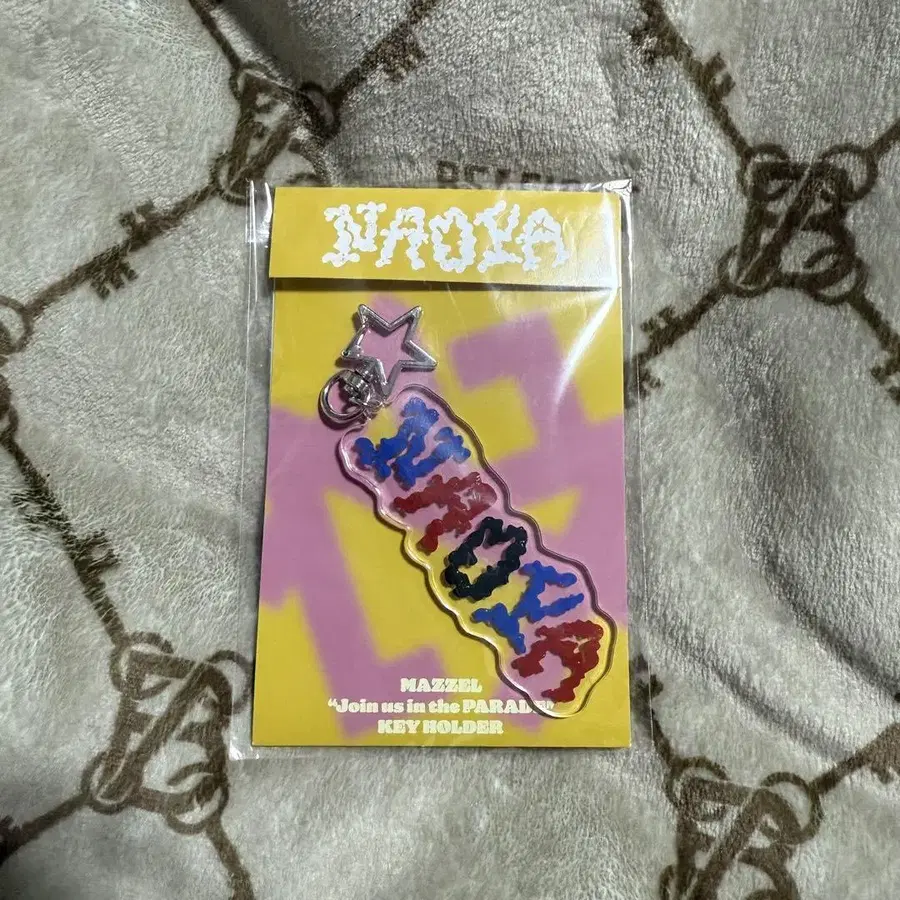 NAOYA
NAOYA
MAZZEL
"Join us in the PARADE"
KEY HOLDER